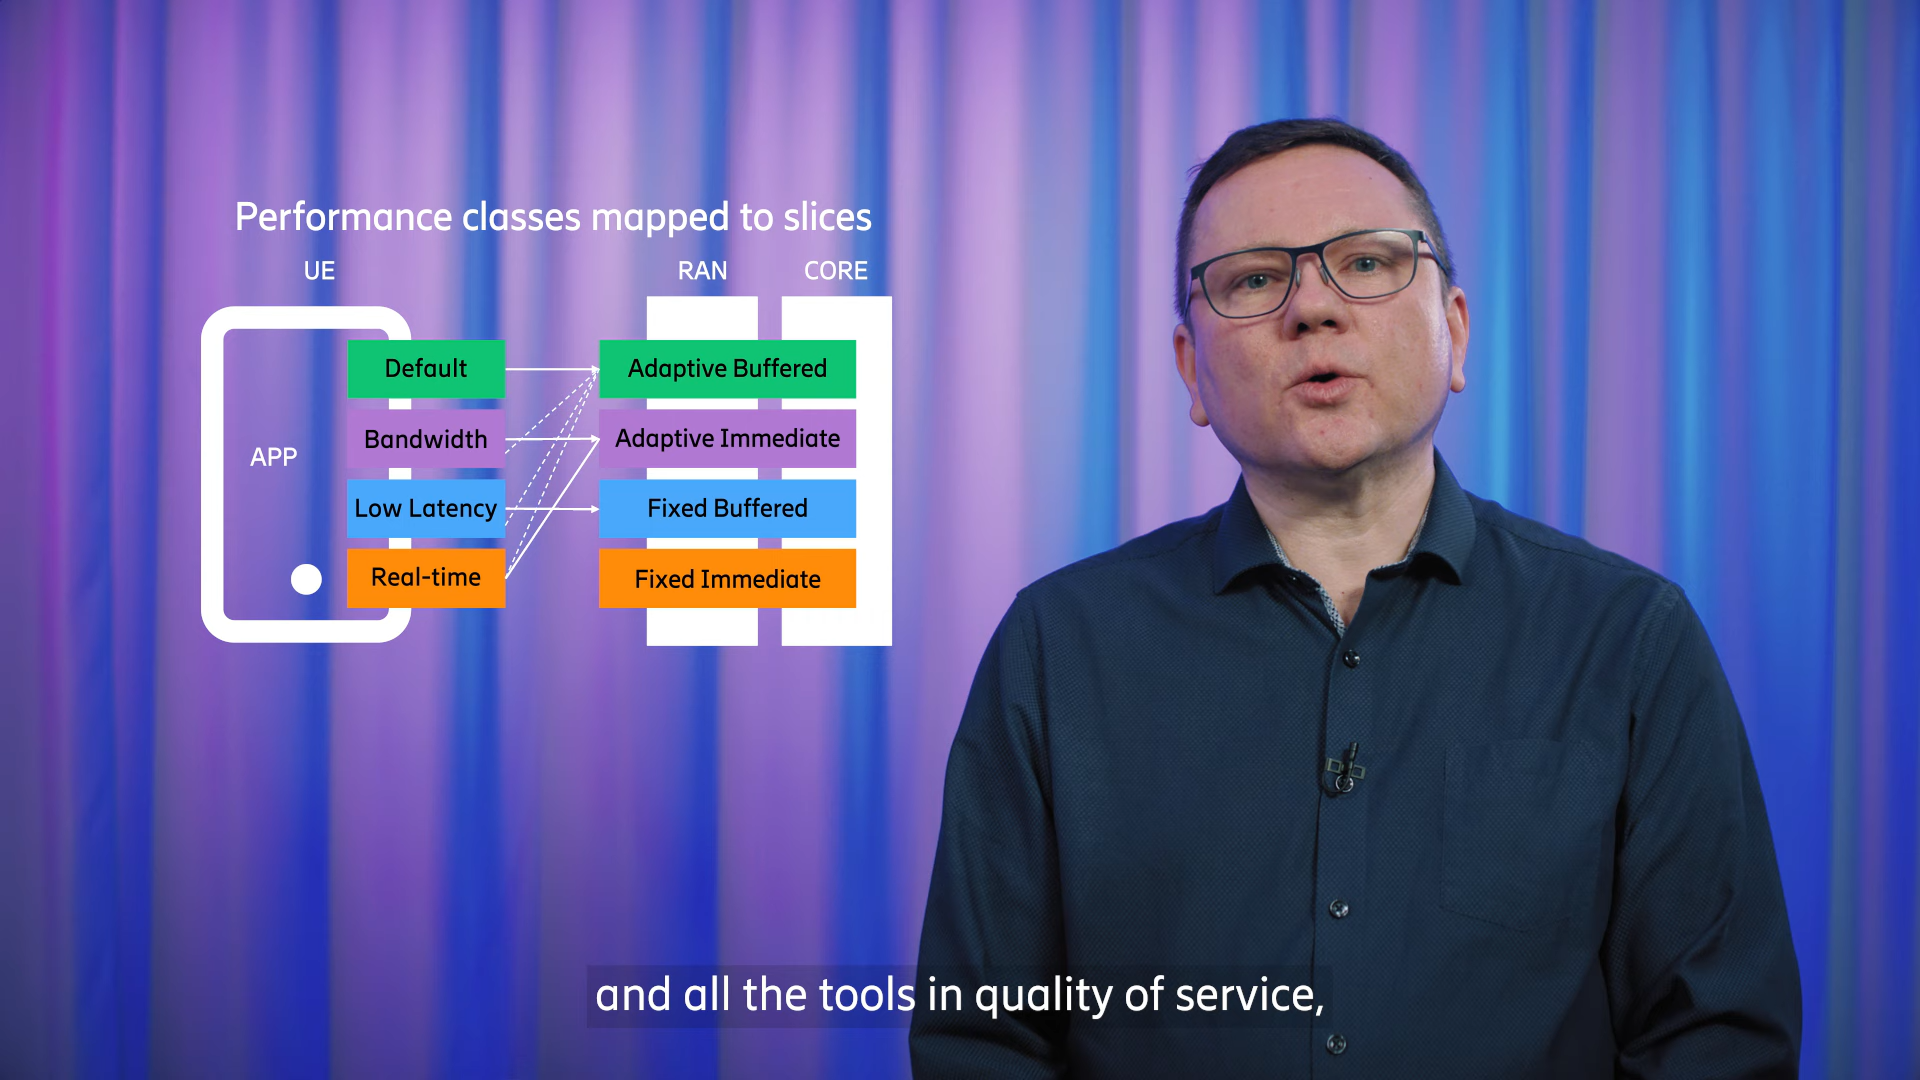 Performance classes mapped to slices
UE
RAN
CORE
APP
Default
Bandwidth
Low Latency
Real-time
Adaptive Buffered
Adaptive Immediate
Fixed Buffered
Fixed Immediate
and all the tools in quality of service,